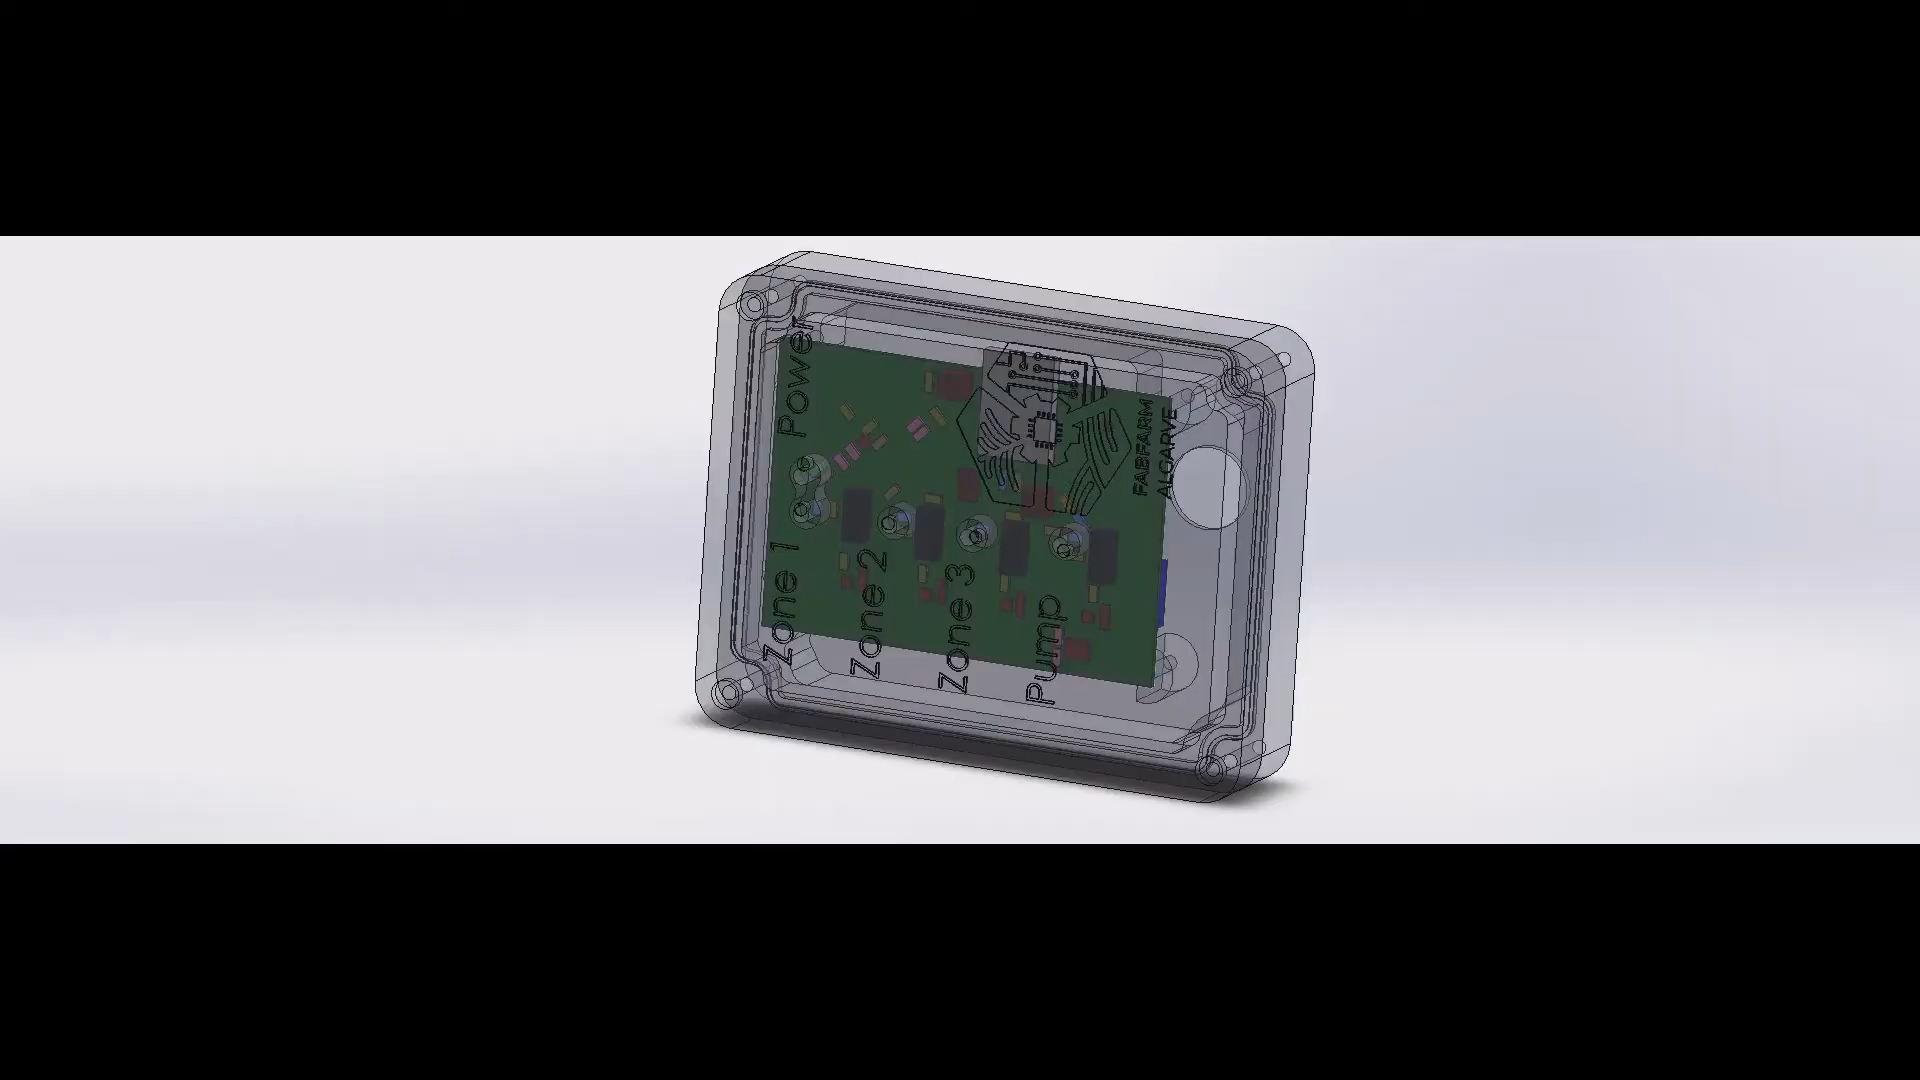 Power
FABFARM
ALGARVE
Zone 1
Zone 2
Zone 3
Pump